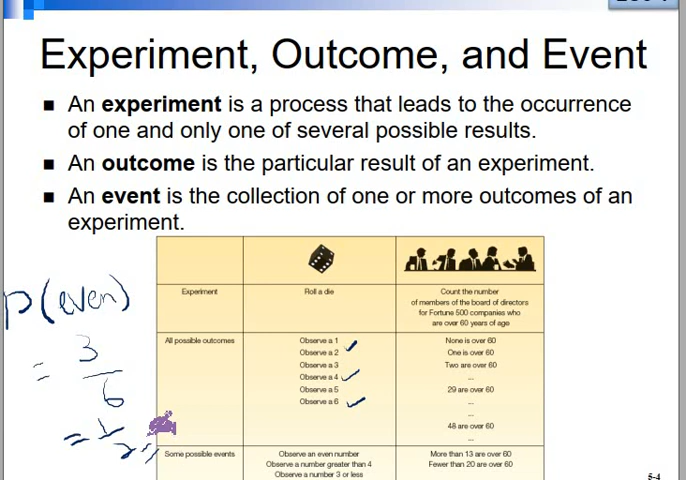 Experiment, Outcome, and Event
■ An experiment is a process that leads to the occurrence
of one and only one of several possible results.
■ An outcome is the particular result of an experiment.
■ An event is the collection of one or more outcomes of an
experiment.
Experiment
Roll a die
Count the number
of members of the board of directors
for Fortune 500 companies who
are over 60 years of age
All possible outcomes
Observe a 1
Observe a 2
Observe a 3
Observe a 4
Observe a 5
Observe a 6
None is over 60
One is over 60
Two are over 60
...
29 are over 60
...
...
48 are over 60
...
Some possible events
Observe an even number
Observe a number greater than 4
Observe a number 3 or less
More than 13 are over 60
Fewer than 20 are over 60
P(even)
= 3
6
= 1
2
5-4